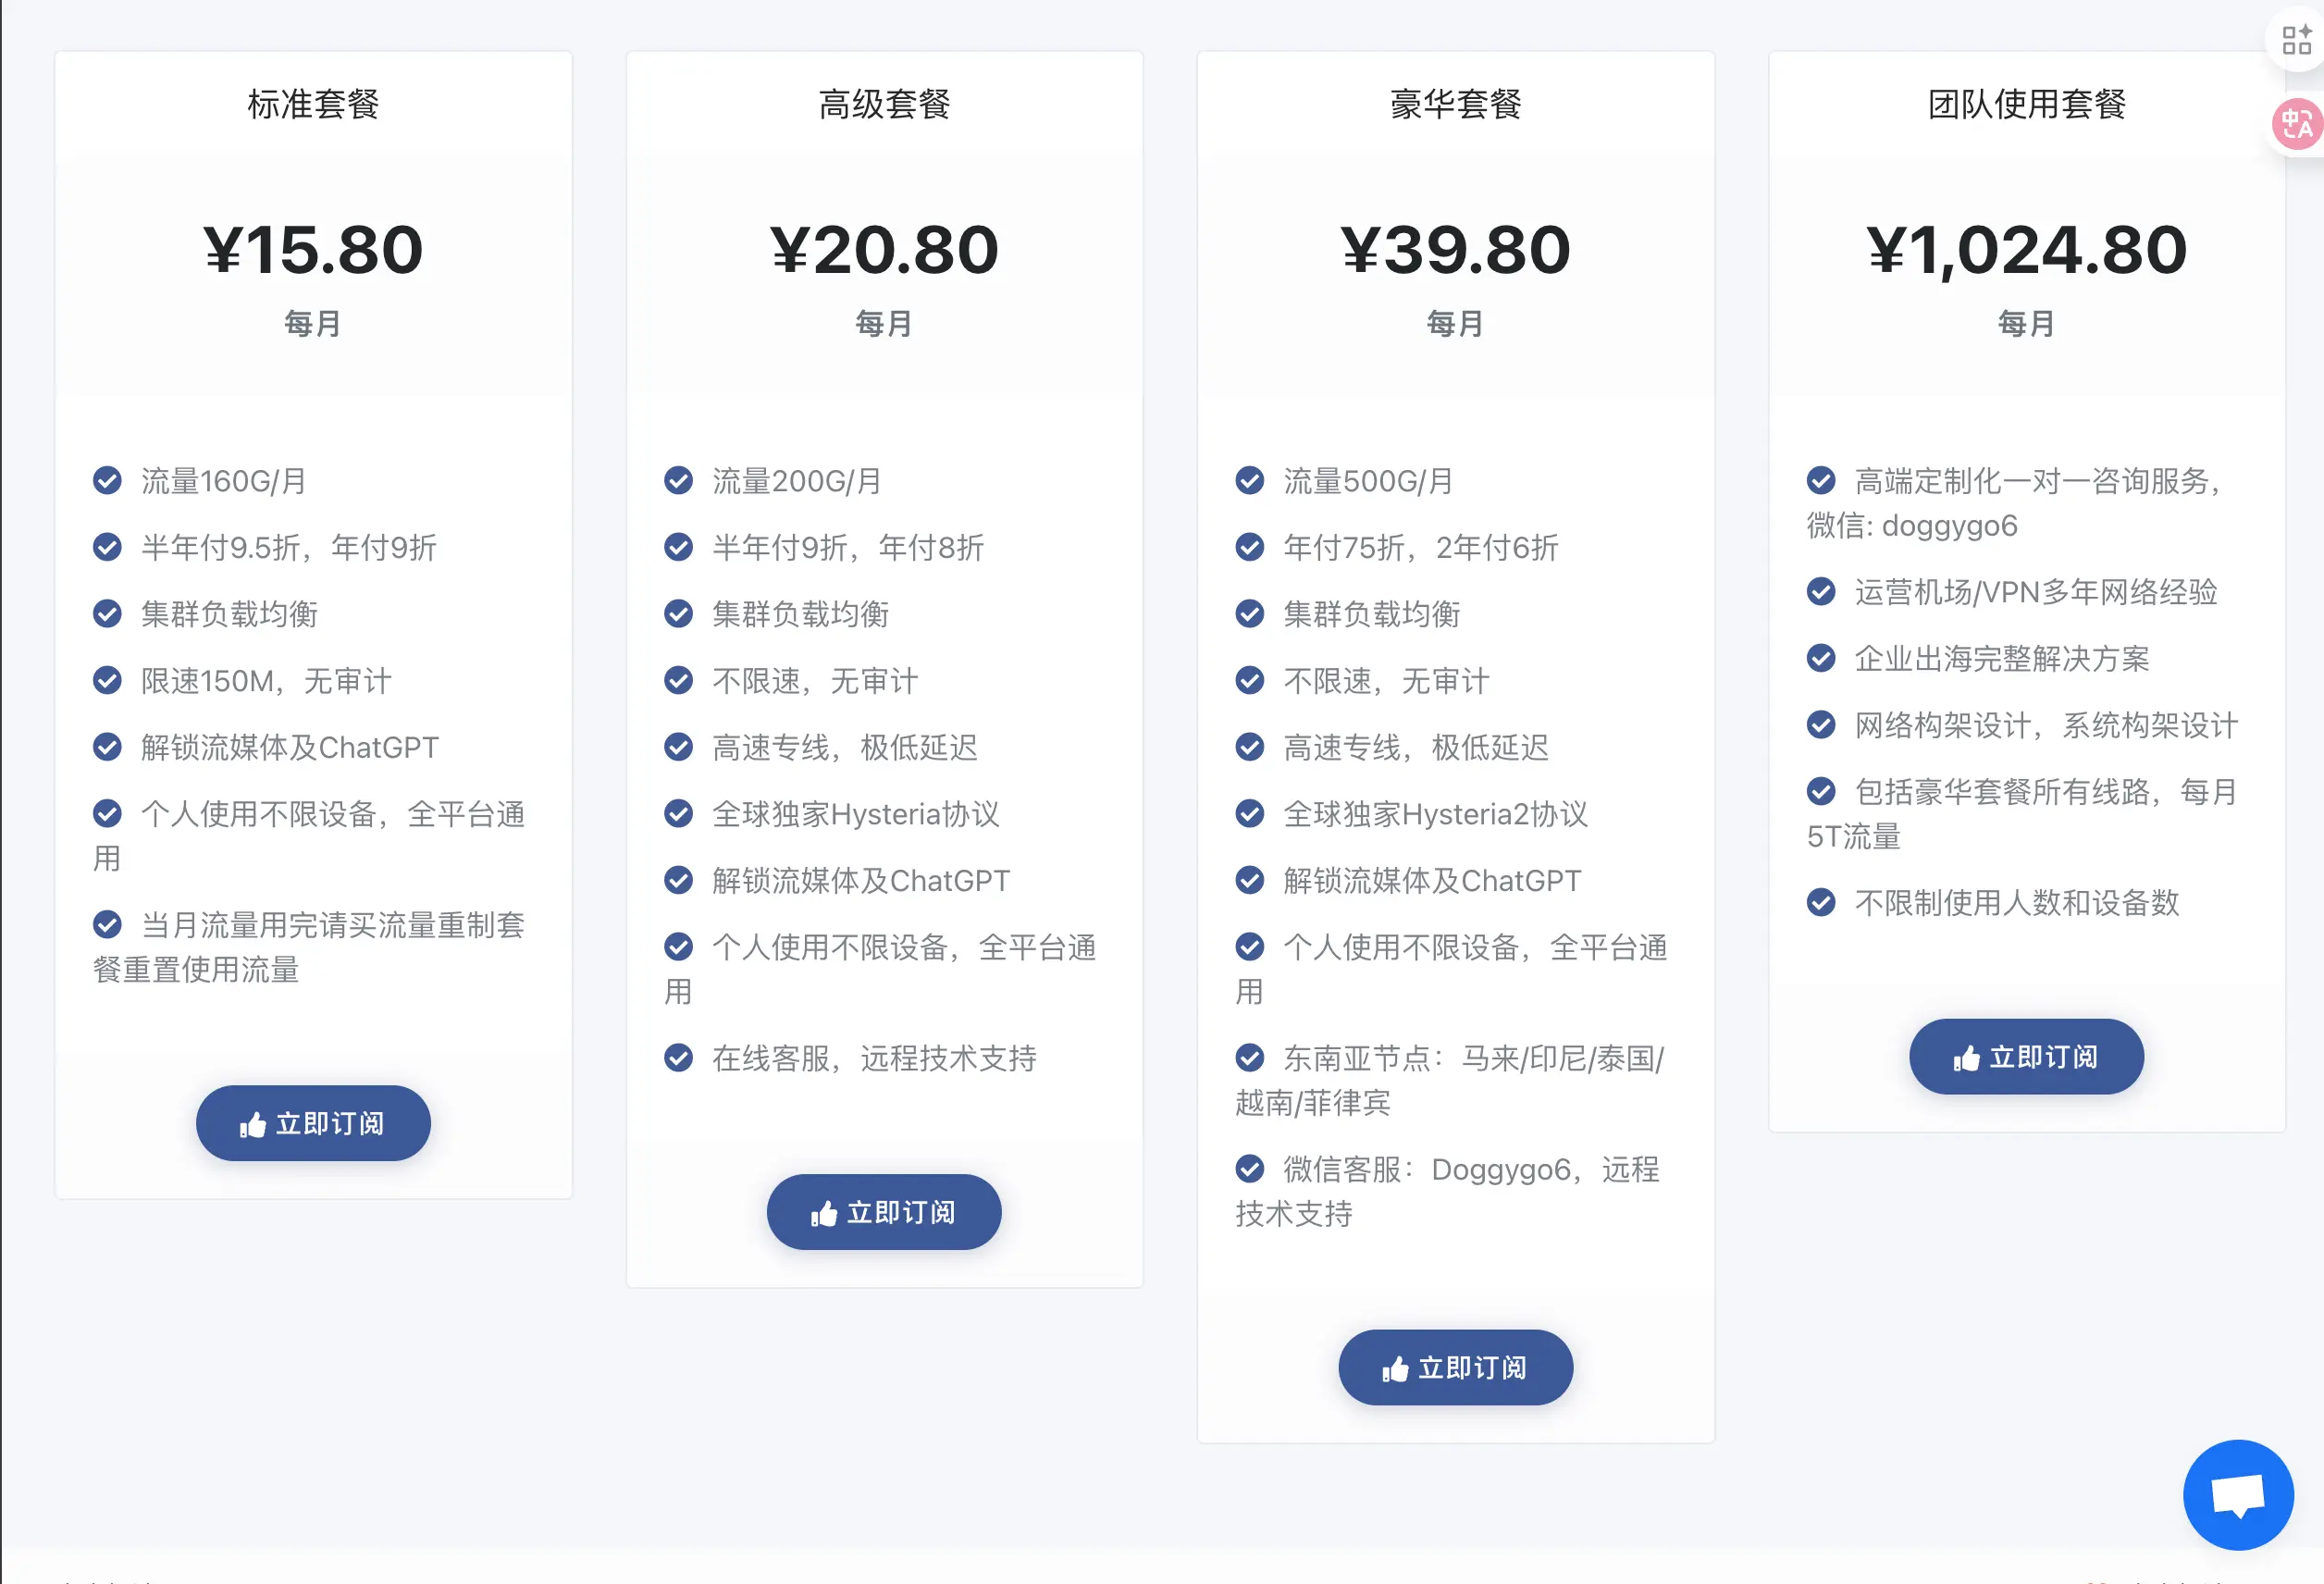 标准套餐
¥15.80
每月
流量160G/月
半年付9.5折，年付9折
集群负载均衡
限速150M，无审计
解锁流媒体及ChatGPT
个人使用不限设备，全平台通
用
当月流量用完请买流量重制套
餐重置使用流量
立即订阅
高级套餐
¥20.80
每月
流量200G/月
半年付9折，年付8折
集群负载均衡
不限速，无审计
高速专线，极低延迟
全球独家Hysteria协议
解锁流媒体及ChatGPT
个人使用不限设备，全平台通
用
在线客服，远程技术支持
立即订阅
豪华套餐
¥39.80
每月
流量500G/月
年付75折，2年付6折
集群负载均衡
不限速，无审计
高速专线，极低延迟
全球独家Hysteria2协议
解锁流媒体及ChatGPT
个人使用不限设备，全平台通
用
东南亚节点：马来/印尼/泰国/
越南/菲律宾
微信客服：Doggygo6，远程
技术支持
立即订阅
团队使用套餐
¥1,024.80
每月
高端定制化一对一咨询服务，
微信: doggygo6
运营机场/VPN多年网络经验
企业出海完整解决方案
网络构架设计，系统构架设计
包括豪华套餐所有线路，每月
5T流量
不限制使用人数和设备数
立即订阅
中A